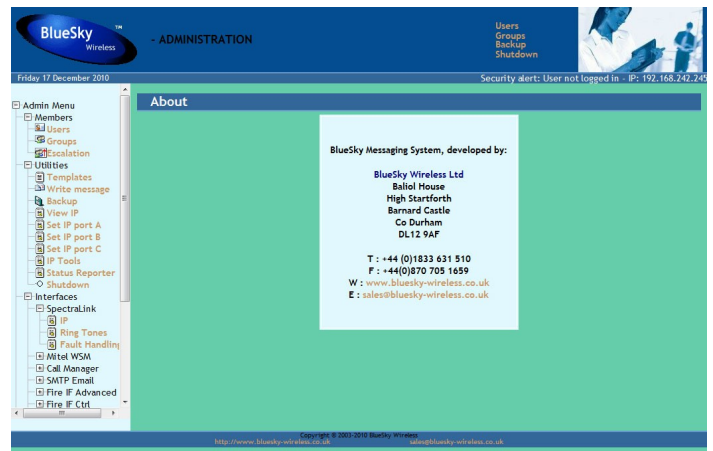 BlueSky TM
Wireless
- ADMINISTRATION
Users
Groups
Backup
Shutdown
Friday 17 December 2010
Security alert: User not logged in - IP: 192.168.242.245
Admin Menu
Members
Users
Groups
Escalation
Utilities
Templates
Write message
Backup
View IP
Set IP port A
Set IP port B
Set IP port C
IP Tools
Status Reporter
Shutdown
Interfaces
SpectraLink
IP
Ring Tones
Fault Handling
Mitel WSM
Call Manager
SMTP Email
Fire IF Advanced
Fire IF Ctrl
About
BlueSky Messaging System, developed by:
BlueSky Wireless Ltd
Baliol House
High Startforth
Barnard Castle
Co Durham
DL12 9AF
T : +44 (0)1833 631 510
F : +44(0)870 705 1659
W : www.bluesky-wireless.co.uk
E : sales@bluesky-wireless.co.uk
Copyright © 2003-2010 BlueSky Wireless
http://www.bluesky-wireless.co.uk sales@bluesky-wireless.co.uk